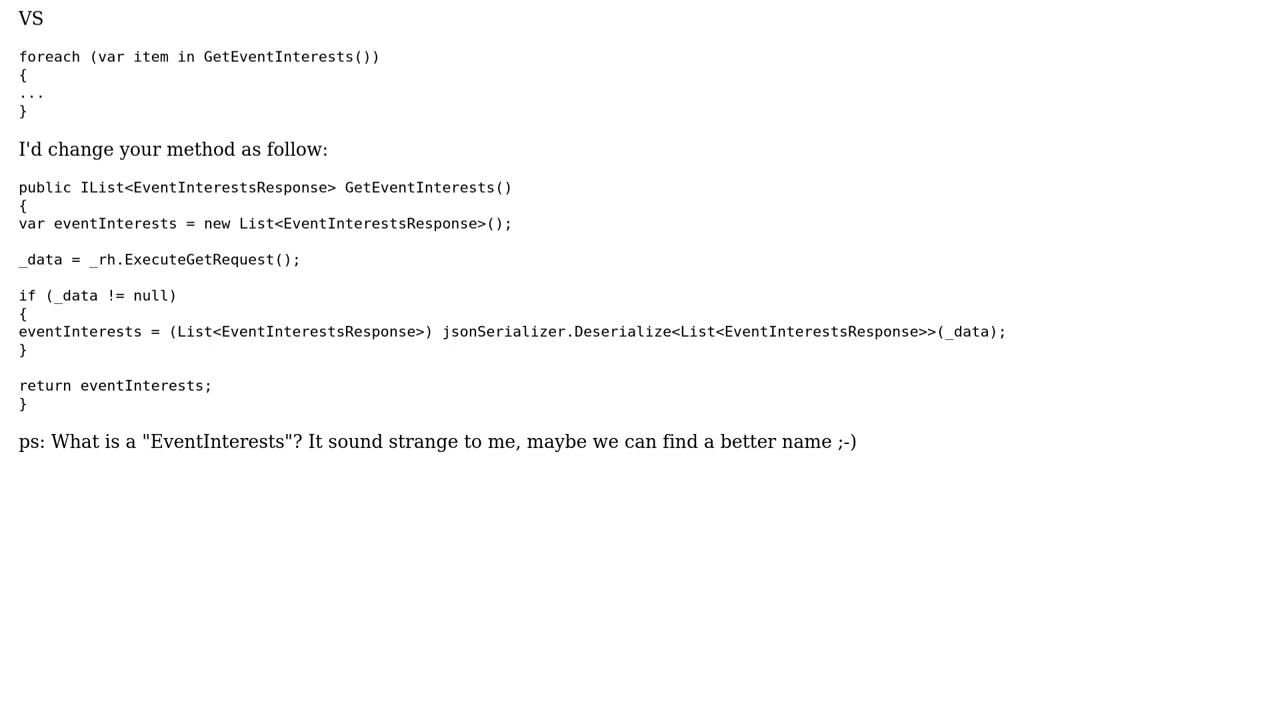 VS
foreach (var item in GetEventInterests())
{
...
}
I'd change your method as follow:
public IList<EventInterestsResponse> GetEventInterests()
{
var eventInterests = new List<EventInterestsResponse>();
_data = _rh.ExecuteGetRequest();
if (_data != null)
{
eventInterests = (List<EventInterestsResponse>) jsonSerializer.Deserialize<List<EventInterestsResponse>>(_data);
}
return eventInterests;
}
ps: What is a "EventInterests"? It sound strange to me, maybe we can find a better name ;-)